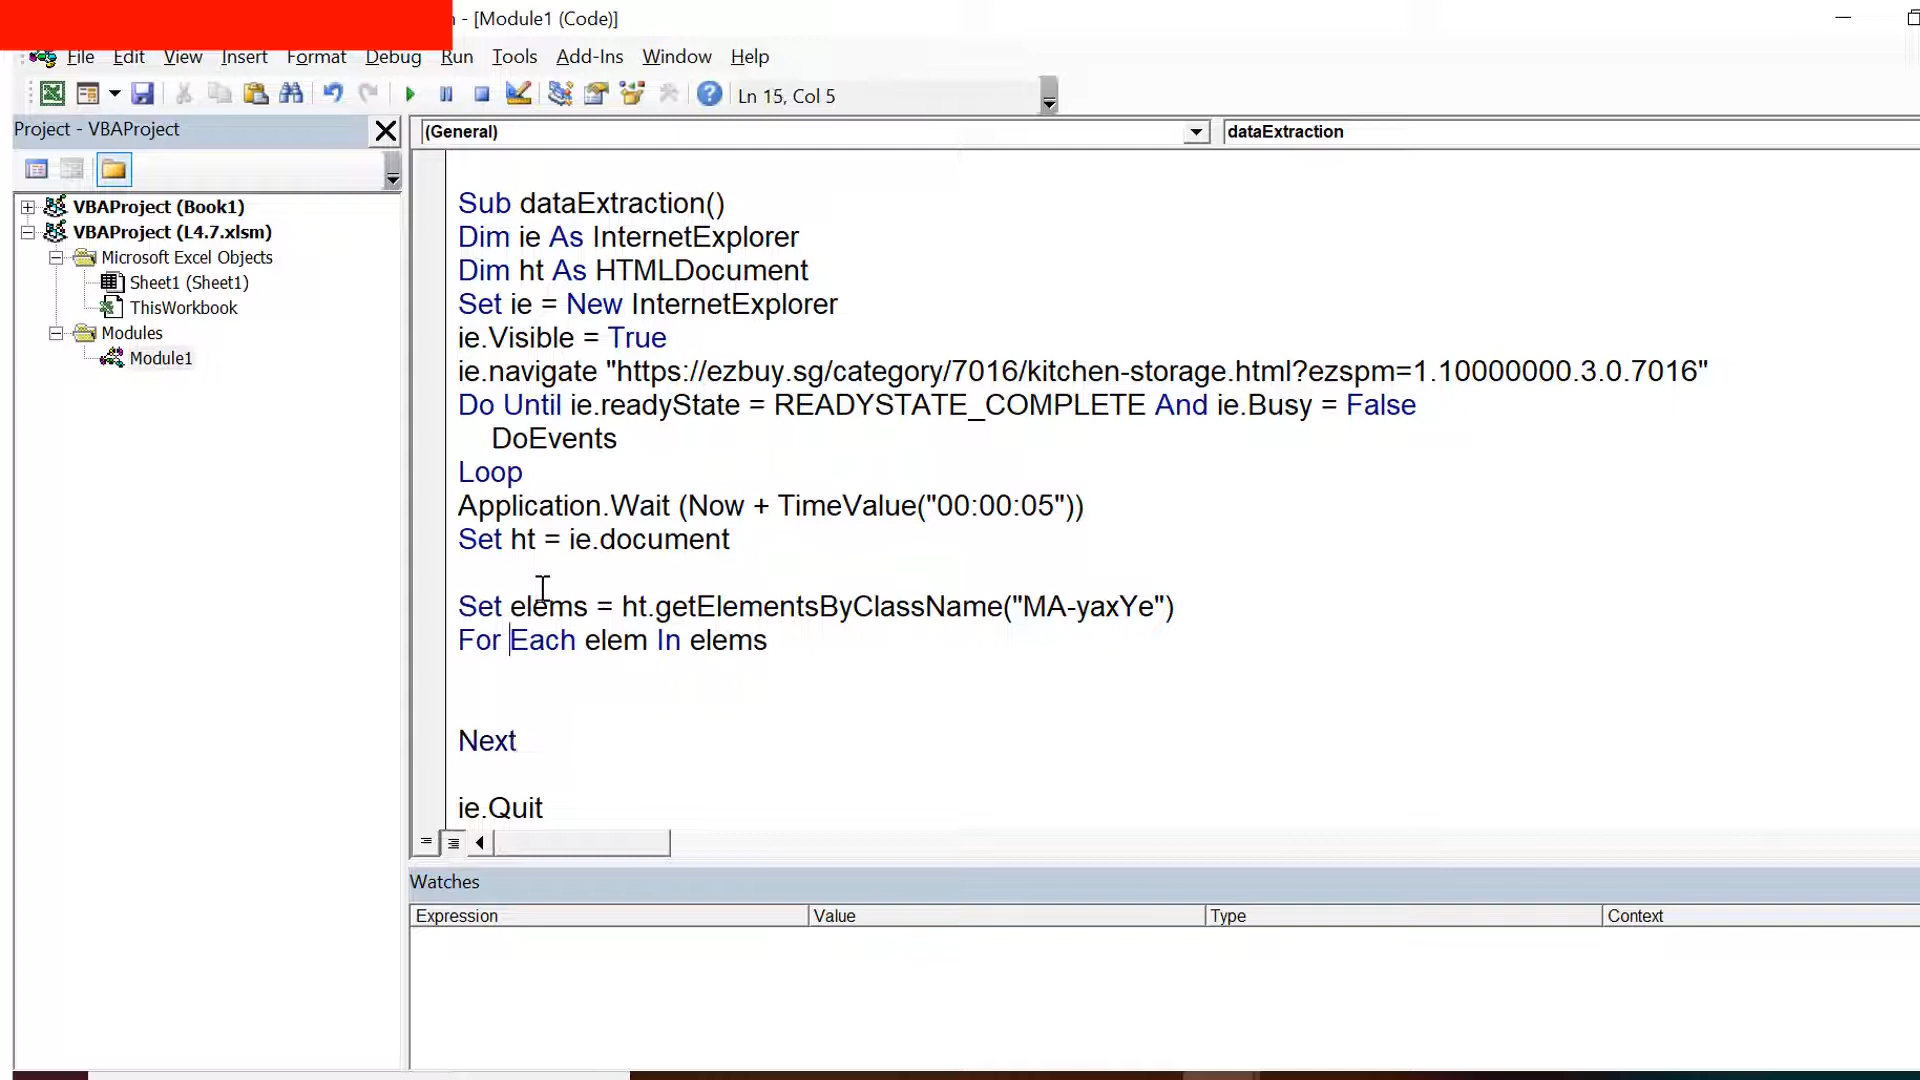 - [Module1 (Code)]
File Edit View Insert Format Debug Run Tools Add-Ins Window Help
Ln 15, Col 5
Project - VBAProject
(General)
dataExtraction
VBAProject (Book1)
VBAProject (L4.7.xlsm)
Microsoft Excel Objects
Sheet1 (Sheet1)
ThisWorkbook
Modules
Module1
Sub dataExtraction()
Dim ie As InternetExplorer
Dim ht As HTMLDocument
Set ie = New InternetExplorer
ie.Visible = True
ie.navigate "https://ezbuy.sg/category/7016/kitchen-storage.html?ezspm=1.10000000.3.0.7016"
Do Until ie.readyState = READYSTATE_COMPLETE And ie.Busy = False
DoEvents
Loop
Application.Wait (Now + TimeValue("00:00:05"))
Set ht = ie.document
Set elems = ht.getElementsByClassName("MA-yaxYe")
For Each elem In elems
Next
ie.Quit
Watches
Expression Value Type Context